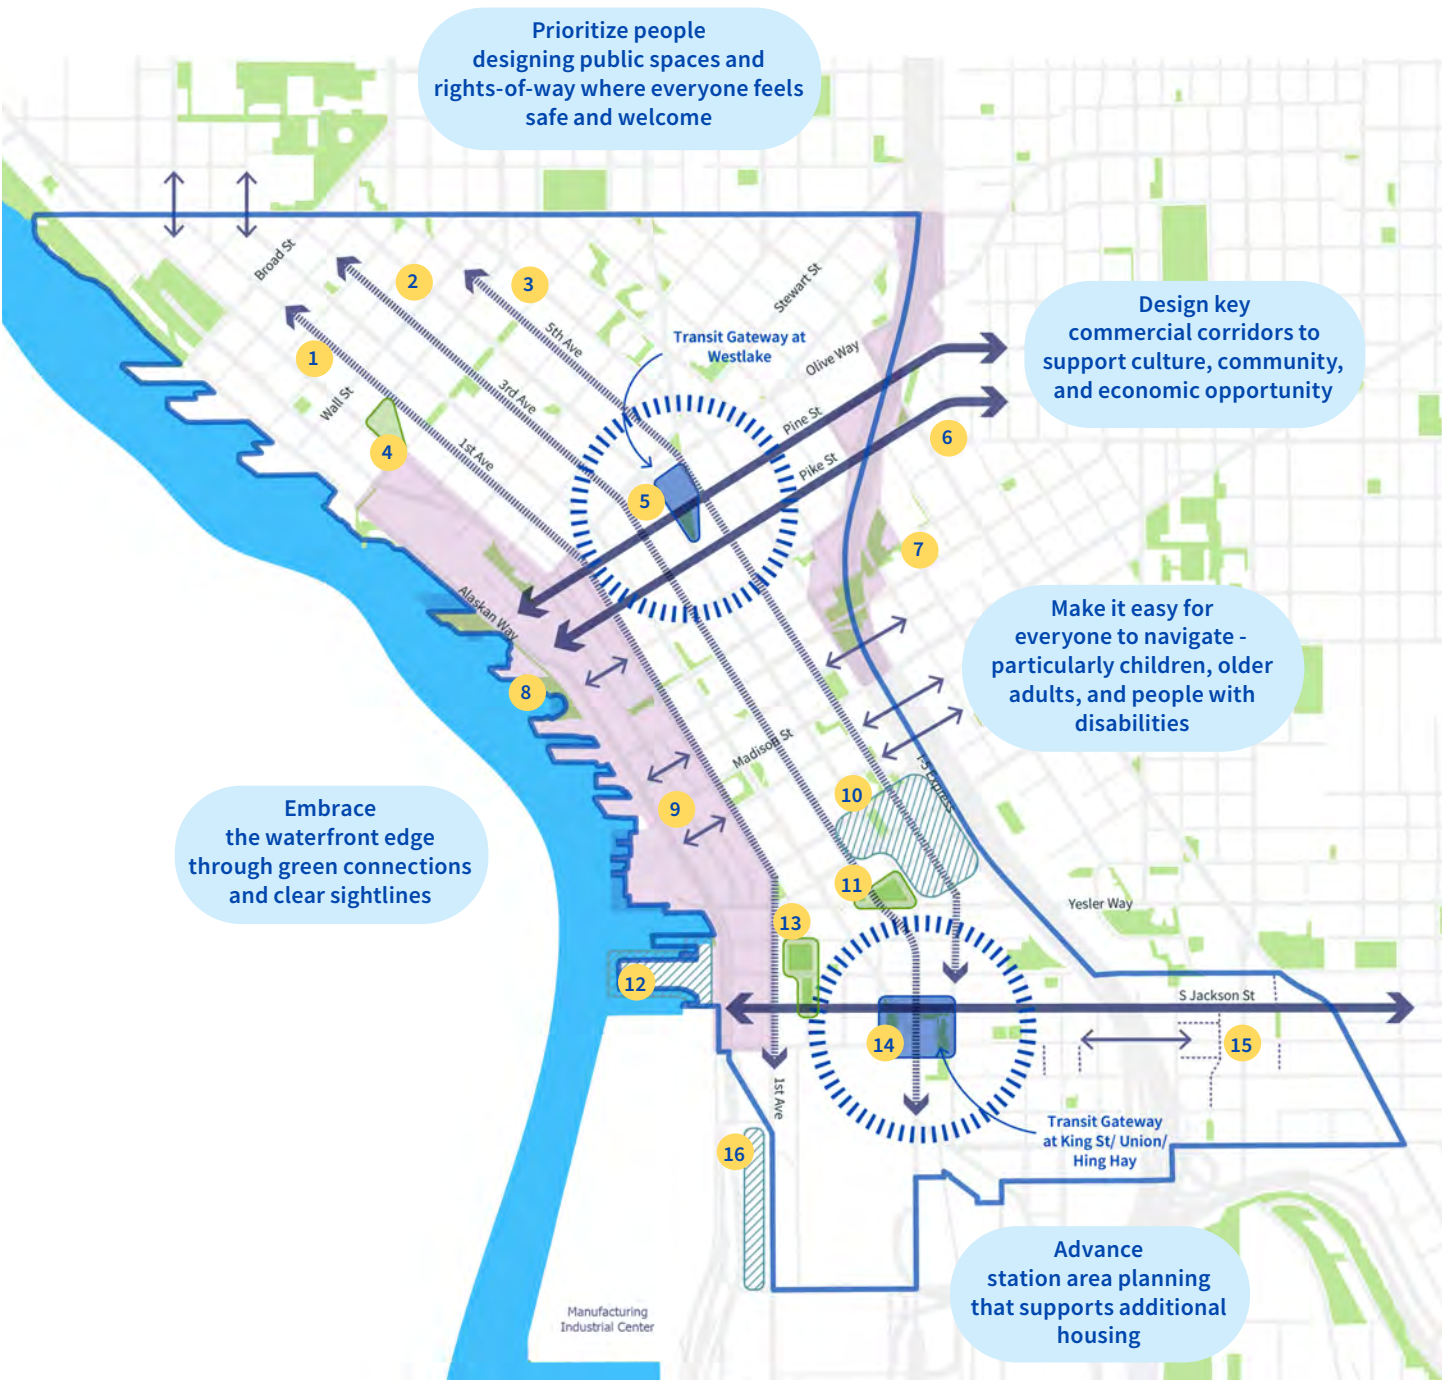 Prioritize people
designing public spaces and
rights-of-way where everyone feels
safe and welcome
Broad St
2
3
Stewart St
Design key
commercial corridors to
support culture, community,
and economic opportunity
1
5th Ave
Transit Gateway at
Westlake
Olive Way
Wall St
3rd Ave
Pine St
6
4
1st Ave
Pike St
5
7
Alaskan Way
Make it easy for
everyone to navigate -
particularly children, older
adults, and people with
disabilities
8
Madison St
I-5 Express
Embrace
the waterfront edge
through green connections
and clear sightlines
9
10
11
Yesler Way
13
12
S Jackson St
14
15
1st Ave
Transit Gateway
at King St/ Union/
Hing Hay
16
Advance
station area planning
that supports additional
housing
Manufacturing
Industrial Center